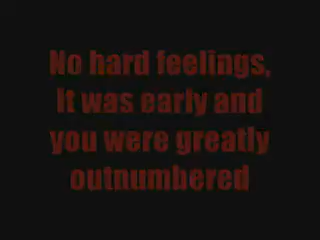 No hard feelings,
It was early and
you were greatly
outnumbered